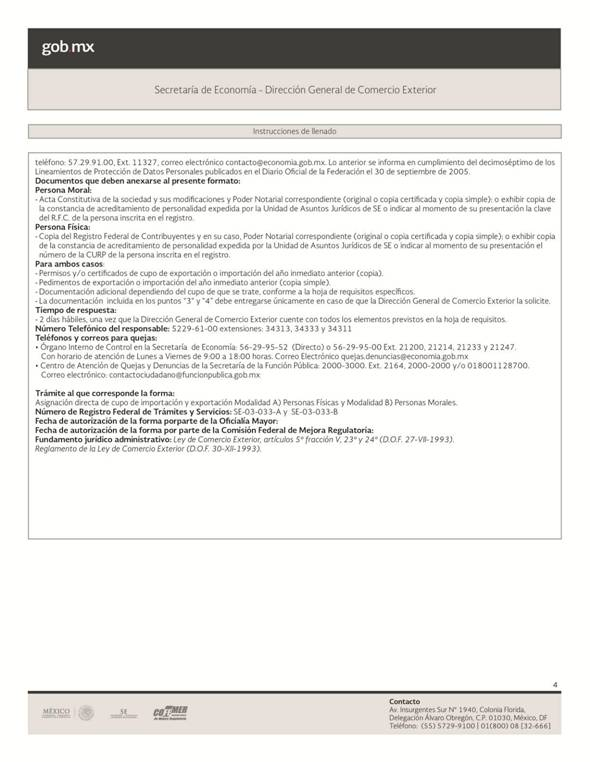 gob.mx
Secretaría de Economía - Dirección General de Comercio Exterior
Instrucciones de llenado
teléfono: 57.29.91.00, Ext. 11327, correo electrónico contacto@economia.gob.mx. Lo anterior se informa en cumplimiento del decimoséptimo de los
Lineamientos de Protección de Datos Personales publicados en el Diario Oficial de la Federación el 30 de septiembre de 2005.
Documentos que deben anexarse al presente formato:
Persona Moral:
- Acta Constitutiva de la sociedad y sus modificaciones y Poder Notarial correspondiente (original o copia certificada y copia simple): o exhibir copia de
la constancia de acreditamiento de personalidad expedida por la Unidad de Asuntos Jurídicos de SE o indicar al momento de su presentación la clave
del R.F.C. de la persona inscrita en el registro.
Persona Física:
- Copia del Registro Federal de Contribuyentes y en su caso, Poder Notarial correspondiente (original o copia certificada y copia simple); o exhibir copia
de la constancia de acreditamiento de personalidad expedida por la Unidad de Asuntos Jurídicos de SE o indicar al momento de su presentación el
número de la CURP de la persona inscrita en el registro.
Para ambos casos:
- Permisos y/o certificados de cupo de exportación o importación del año inmediato anterior (copia).
- Pedimentos de exportación o importación del año inmediato anterior (copia simple).
- Documentación adicional dependiendo del cupo de que se trate, conforme a la hoja de requisitos específicos.
- La documentación incluida en los puntos "3" y "4" debe entregarse únicamente en caso de que la Dirección General de Comercio Exterior la solicite.
Tiempo de respuesta:
- 2 días hábiles, una vez que la Dirección General de Comercio Exterior cuente con todos los elementos previstos en la hoja de requisitos.
Número Telefónico del responsable: 5229-61-00 extensiones: 34313, 34333 y 34311
Teléfonos y correos para quejas:
• Órgano Interno de Control en la Secretaría de Economía: 56-29-95-52 (Directo) o 56-29-95-00 Ext. 21200, 21214, 21233 y 21247.
Con horario de atención de Lunes a Viernes de 9:00 a 18:00 horas. Correo Electrónico quejas.denuncias@economia.gob.mx
• Centro de Atención de Quejas y Denuncias de la Secretaría de la Función Pública: 2000-3000. Ext. 2164, 2000-2000 y/o 018001128700.
Correo electrónico: contactociudadano@funcionpublica.gob.mx
Trámite al que corresponde la forma:
Asignación directa de cupo de importación y exportación Modalidad A) Personas Físicas y Modalidad B) Personas Morales.
Número de Registro Federal de Trámites y Servicios: SE-03-033-A y SE-03-033-B
Fecha de autorización de la forma porparte de la Oficialía Mayor:
Fecha de autorización de la forma por parte de la Comisión Federal de Mejora Regulatoria:
Fundamento jurídico administrativo: Ley de Comercio Exterior, artículos 5º fracción V, 23º y 24º (D.O.F. 27-VII-1993).
Reglamento de la Ley de Comercio Exterior (D.O.F. 30-XII-1993).
4
MÉXICO
SE
Contacto
Av. Insurgentes Sur N° 1940, Colonia Florida,
Delegación Álvaro Obregón, C.P. 01030, México, DF
Teléfono: (55) 5729-9100 | 01(800) 08 [32-666]